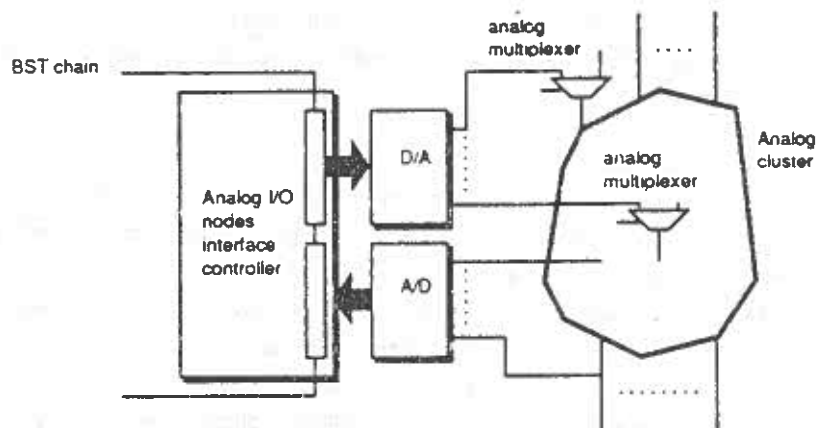 analog
multiplexer
BST chain
D/A
Analog
cluster
analog
multiplexer
Analog I/O
nodes
interface
controller
A/D